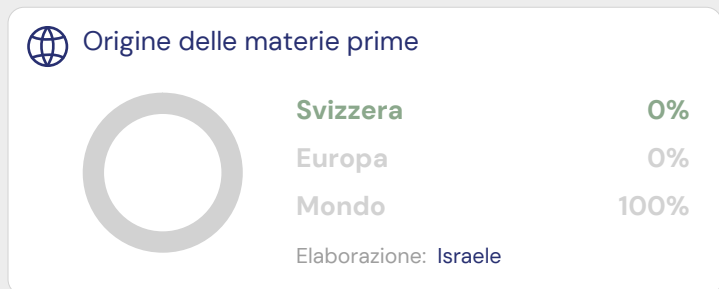 Origine delle materie prime
Svizzera 0%
Europa 0%
Mondo 100%
Elaborazione: Israele